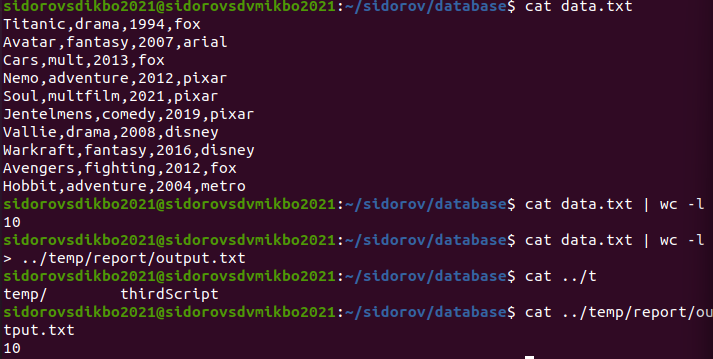 sidorovsdikbo2021@sidorovsdvmikbo2021:~/sidorov/database$ cat data.txt
Titanic,drama,1994,fox
Avatar,fantasy,2007,arial
Cars,mult,2013,fox
Nemo,adventure,2012,pixar
Soul,multfilm,2021,pixar
Jentelmens,comedy,2019,pixar
Vallie,drama,2008,disney
Warkraft,fantasy,2016,disney
Avengers,fighting,2012,fox
Hobbit,adventure,2004,metro
sidorovsdikbo2021@sidorovsdvmikbo2021:~/sidorov/database$ cat data.txt | wc -l
10
sidorovsdikbo2021@sidorovsdvmikbo2021:~/sidorov/database$ cat data.txt | wc -l
> ../temp/report/output.txt
sidorovsdikbo2021@sidorovsdvmikbo2021:~/sidorov/database$ cat ../t
temp/        thirdScript
sidorovsdikbo2021@sidorovsdvmikbo2021:~/sidorov/database$ cat ../temp/report/ou
tput.txt
10